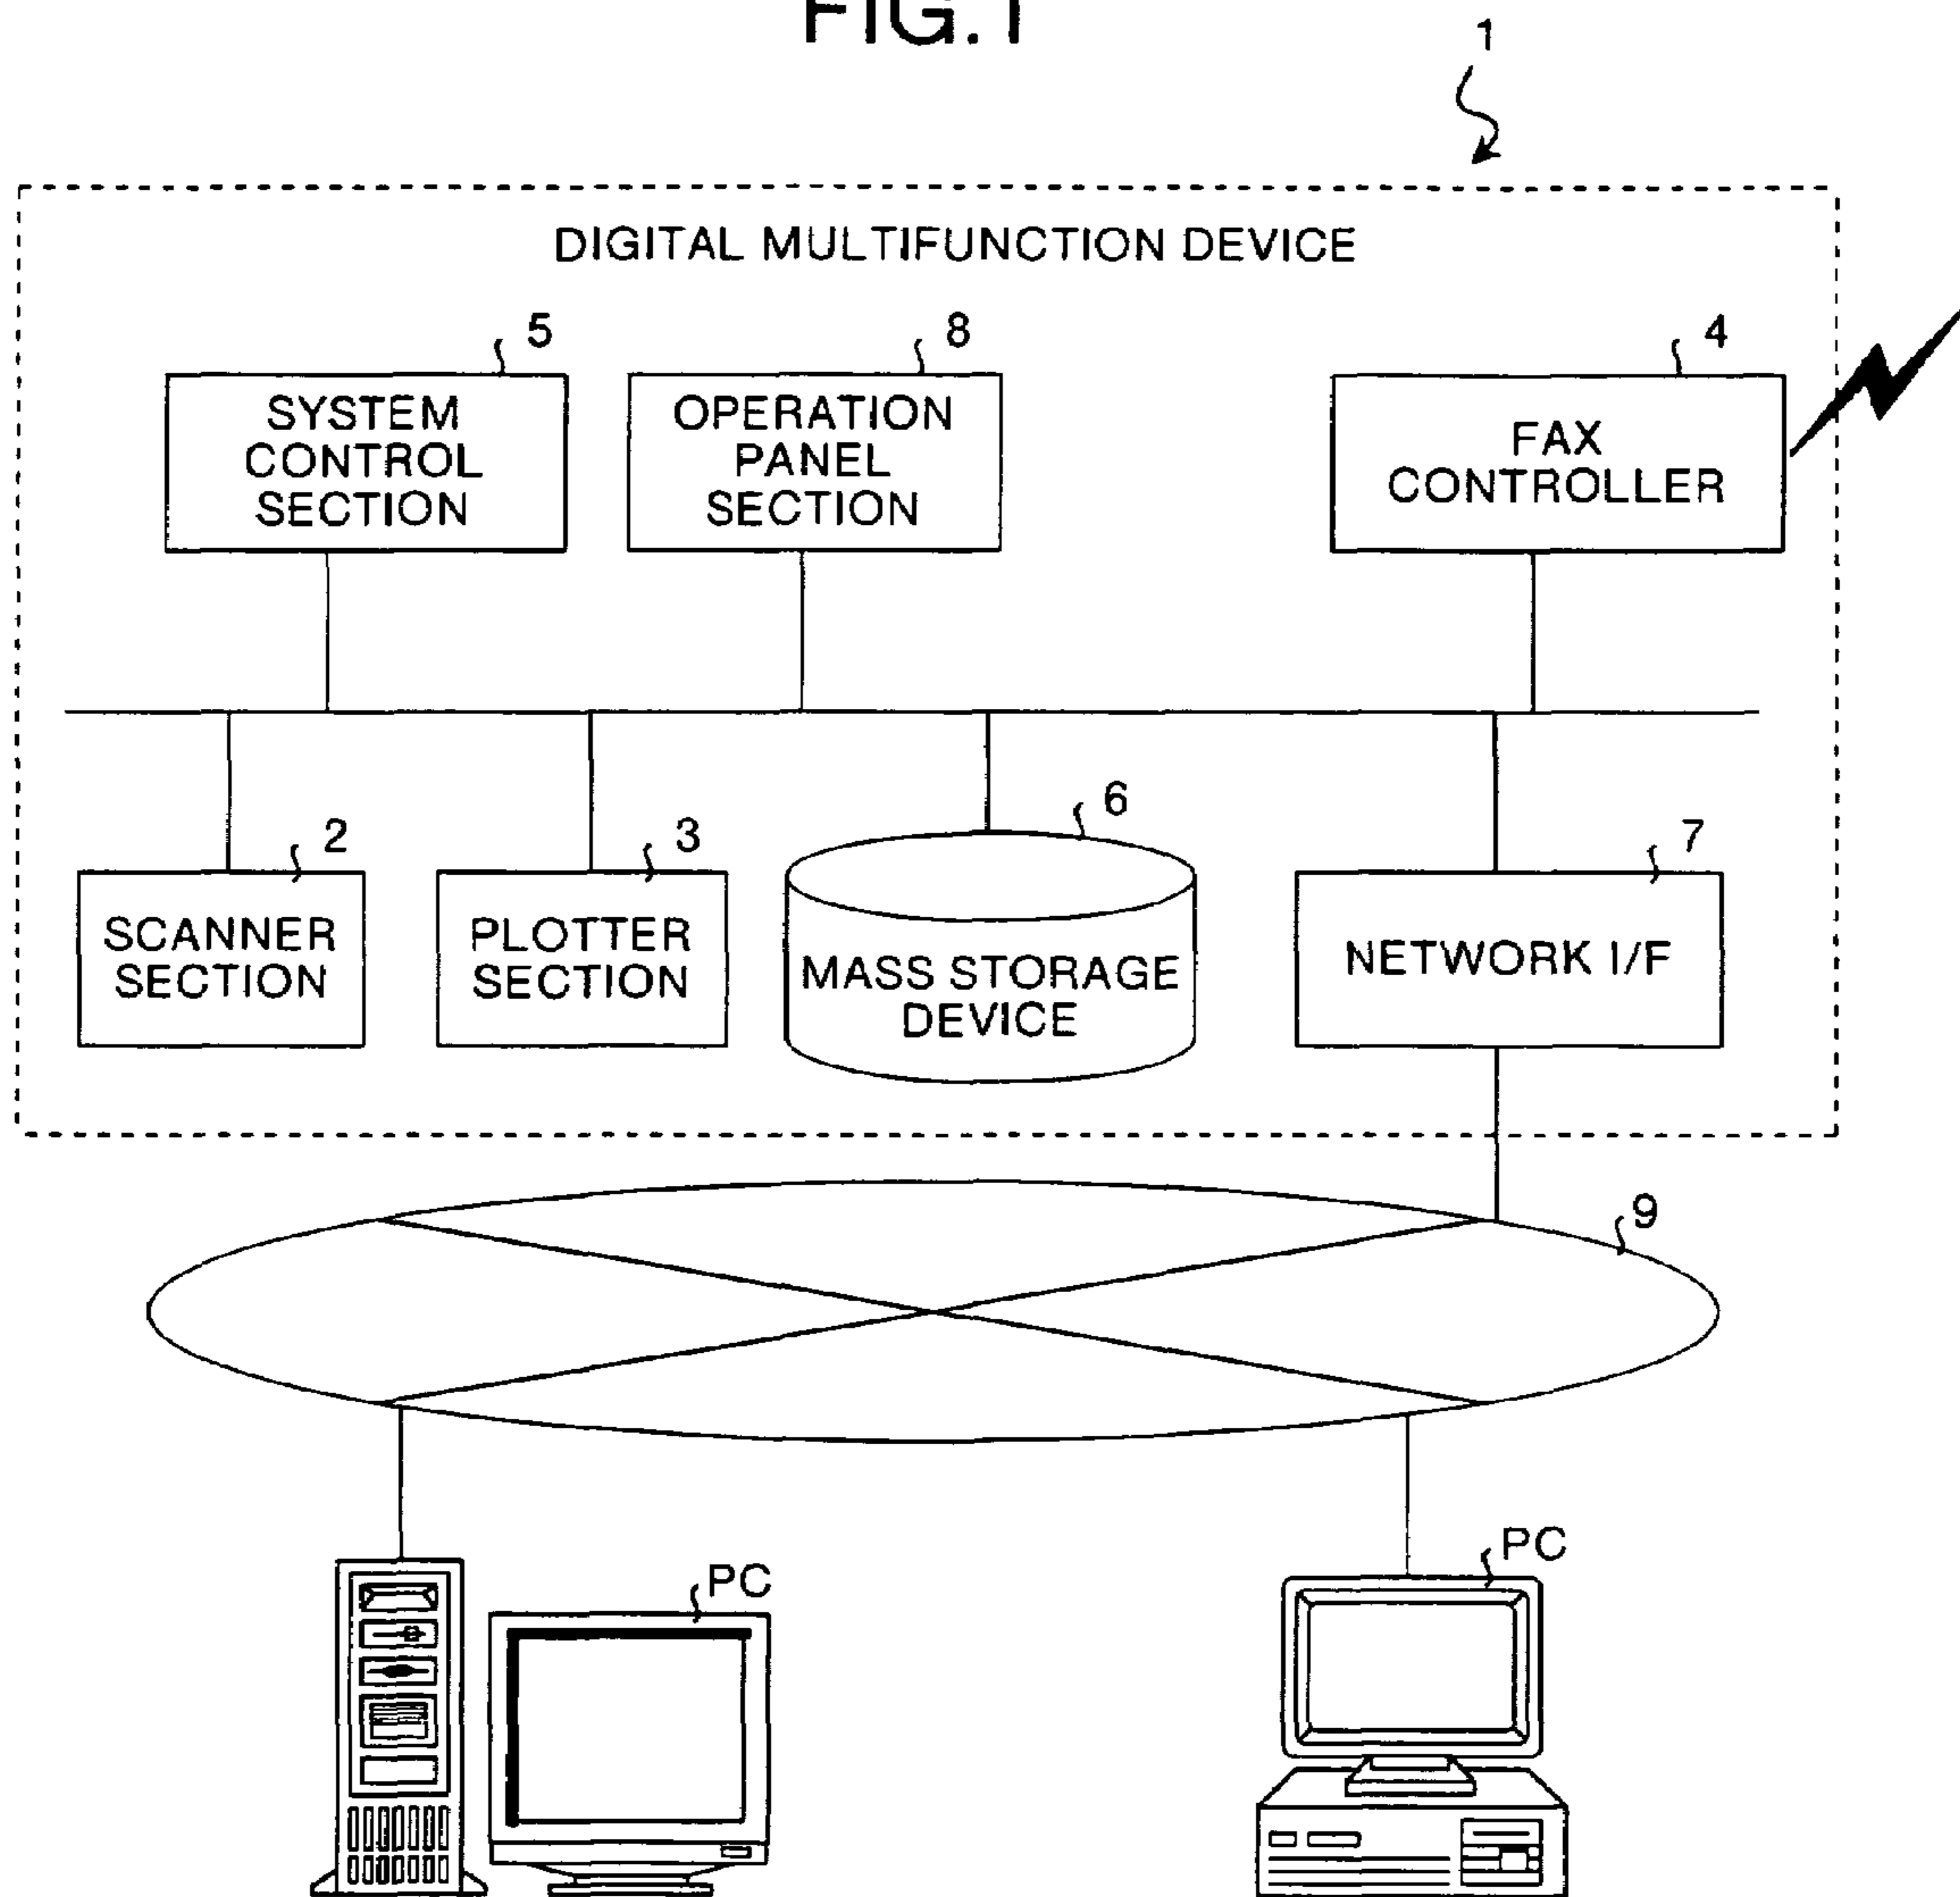 FIG.1
1
DIGITAL MULTIFUNCTION DEVICE
5
SYSTEM
CONTROL
SECTION
8
OPERATION
PANEL
SECTION
4
FAX
CONTROLLER
2
SCANNER
SECTION
3
PLOTTER
SECTION
6
MASS STORAGE
DEVICE
7
NETWORK I/F
9
PC
PC